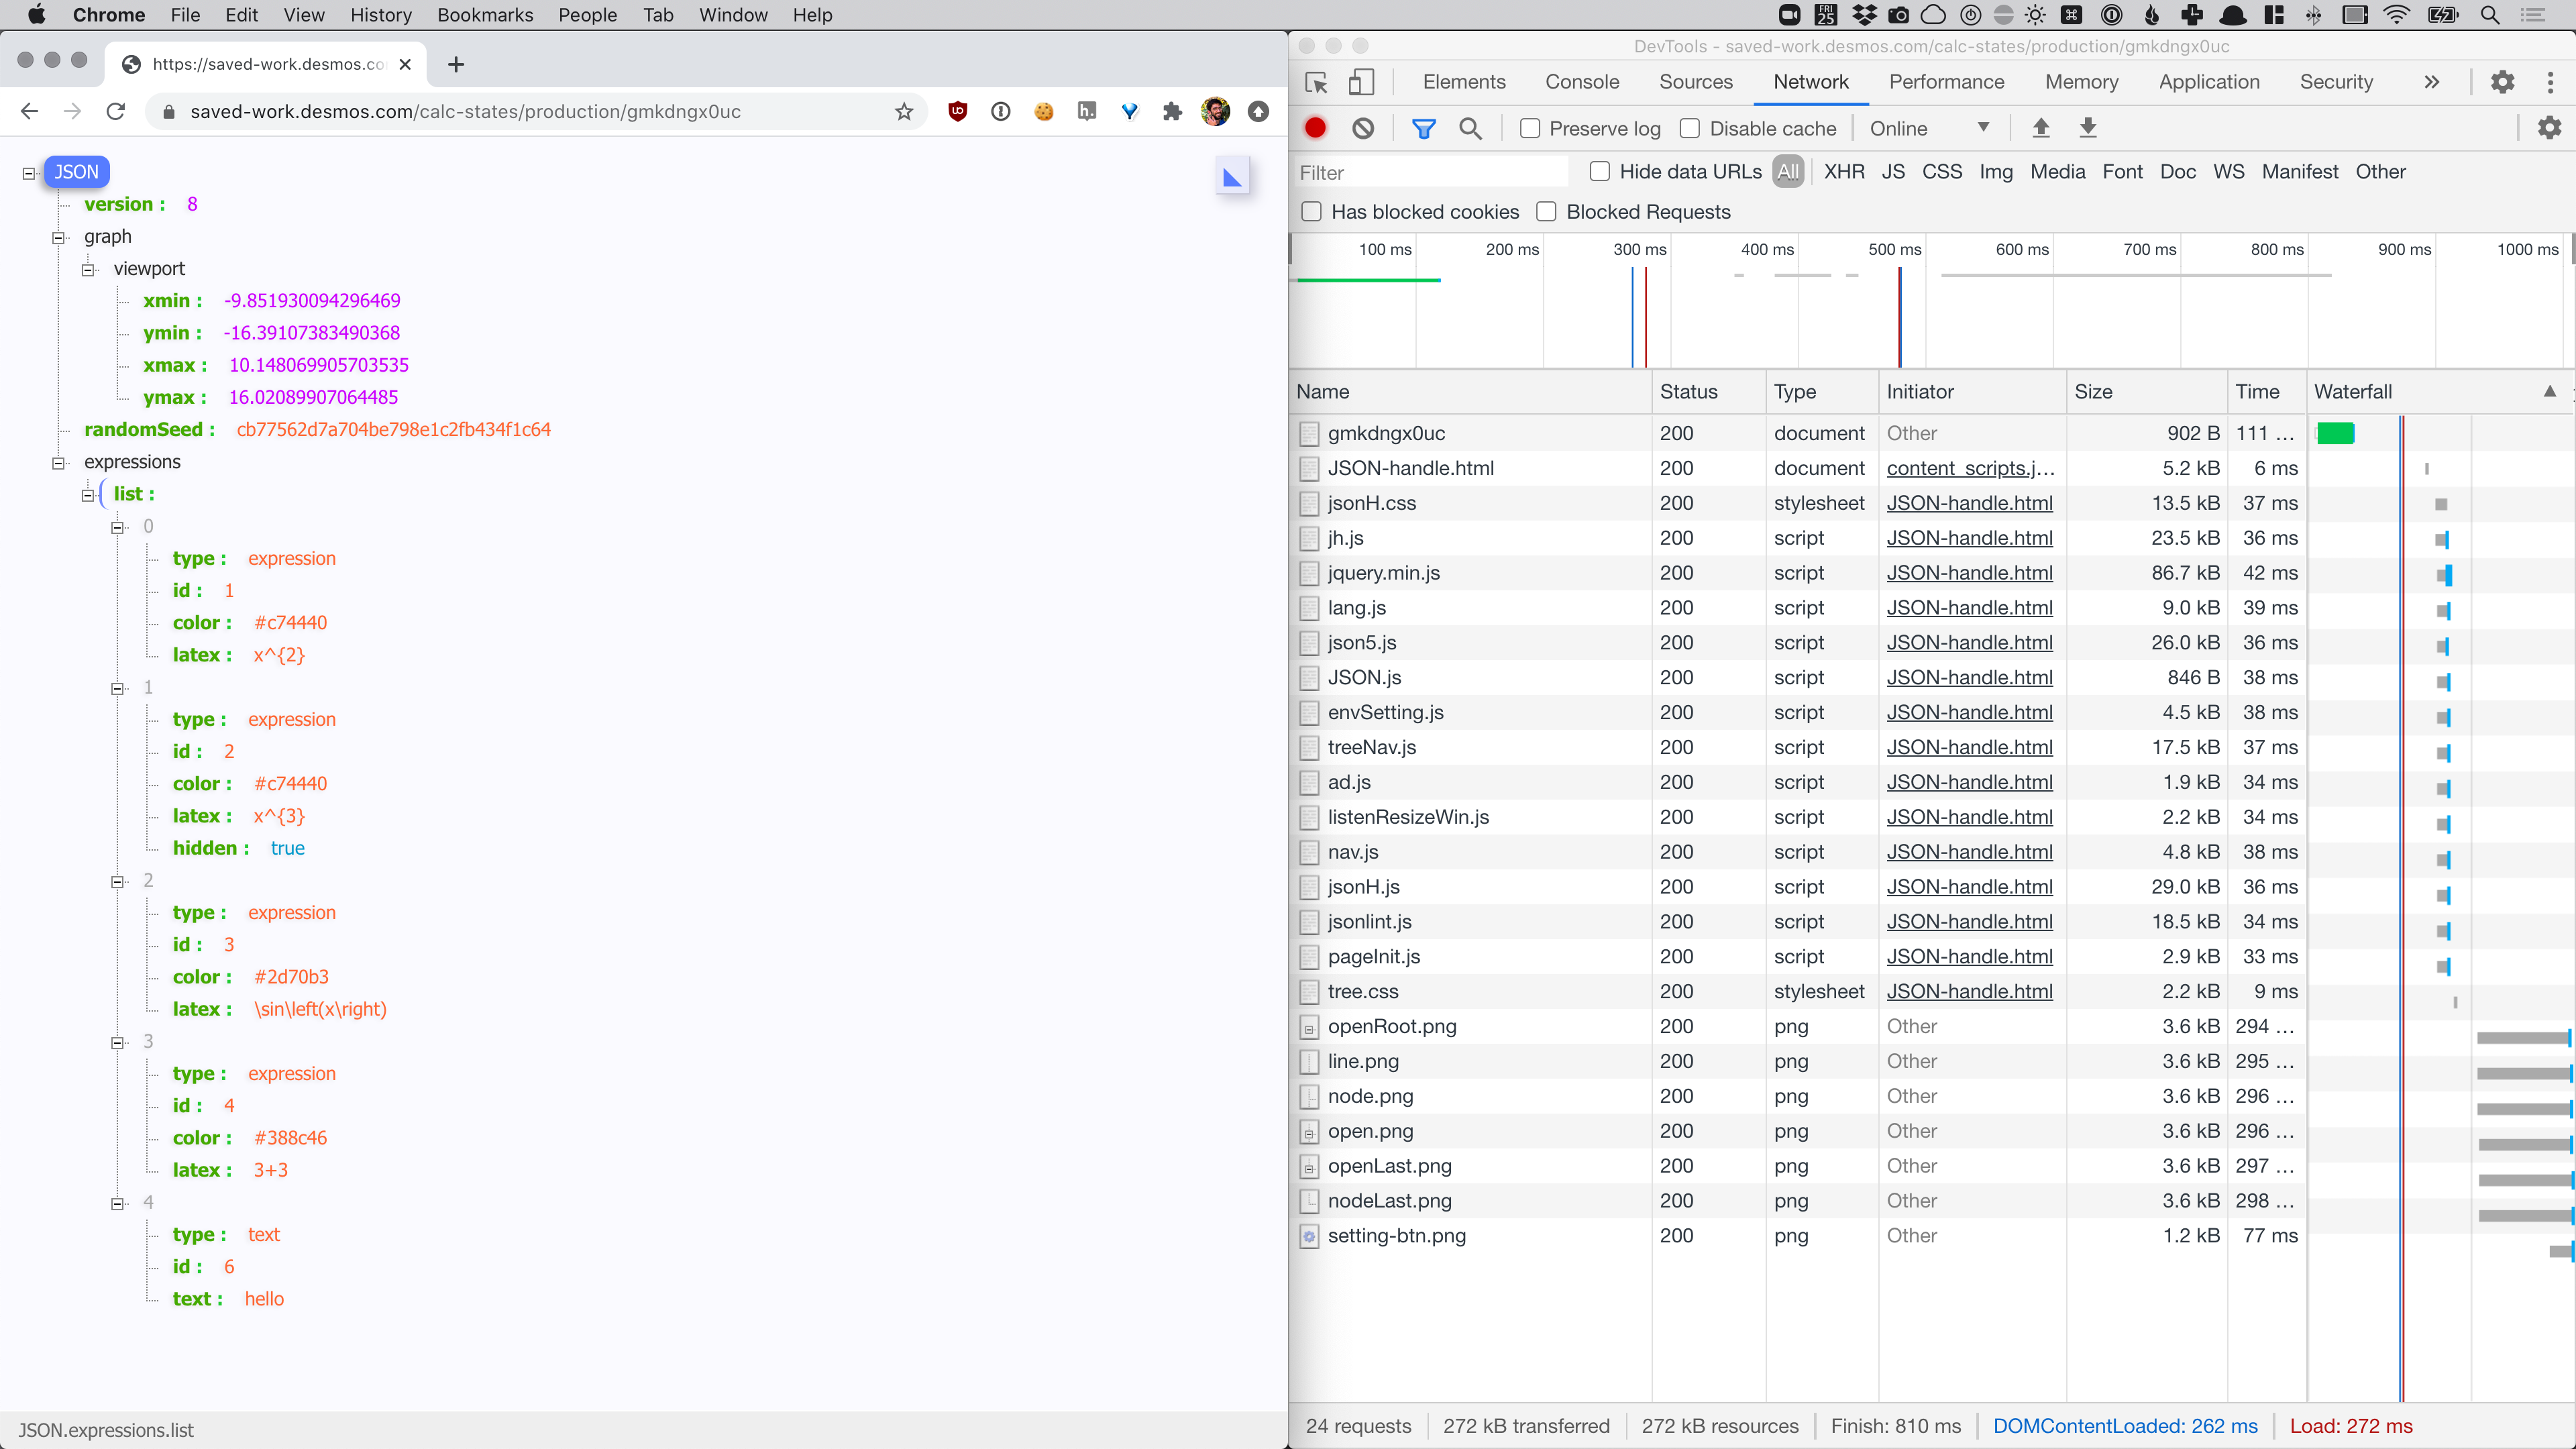 Chrome File Edit View History Bookmarks People Tab Window Help
FRI 25
https://saved-work.desmos.co
saved-work.desmos.com/calc-states/production/gmkdngx0uc
JSON
version : 8
graph
viewport
xmin : -9.851930094296469
ymin : -16.39107383490368
xmax : 10.148069905703535
ymax : 16.02089907064485
randomSeed : cb77562d7a704be798e1c2fb434f1c64
expressions
list :
0
type : expression
id : 1
color : #c74440
latex : x^{2}
1
type : expression
id : 2
color : #c74440
latex : x^{3}
hidden : true
2
type : expression
id : 3
color : #2d70b3
latex : \sin\left(x\right)
3
type : expression
id : 4
color : #388c46
latex : 3+3
4
type : text
id : 6
text : hello
JSON.expressions.list
DevTools - saved-work.desmos.com/calc-states/production/gmkdngx0uc
Elements Console Sources Network Performance Memory Application Security »
Preserve log Disable cache Online
Filter Hide data URLs All XHR JS CSS Img Media Font Doc WS Manifest Other
Has blocked cookies Blocked Requests
100 ms 200 ms 300 ms 400 ms 500 ms 600 ms 700 ms 800 ms 900 ms 1000 ms
Name Status Type Initiator Size Time Waterfall
gmkdngx0uc 200 document Other 902 B 111 ...
JSON-handle.html 200 document content_scripts.j... 5.2 kB 6 ms
jsonH.css 200 stylesheet JSON-handle.html 13.5 kB 37 ms
jh.js 200 script JSON-handle.html 23.5 kB 36 ms
jquery.min.js 200 script JSON-handle.html 86.7 kB 42 ms
lang.js 200 script JSON-handle.html 9.0 kB 39 ms
json5.js 200 script JSON-handle.html 26.0 kB 36 ms
JSON.js 200 script JSON-handle.html 846 B 38 ms
envSetting.js 200 script JSON-handle.html 4.5 kB 38 ms
treeNav.js 200 script JSON-handle.html 17.5 kB 37 ms
ad.js 200 script JSON-handle.html 1.9 kB 34 ms
listenResizeWin.js 200 script JSON-handle.html 2.2 kB 34 ms
nav.js 200 script JSON-handle.html 4.8 kB 38 ms
jsonH.js 200 script JSON-handle.html 29.0 kB 36 ms
jsonlint.js 200 script JSON-handle.html 18.5 kB 34 ms
pageInit.js 200 script JSON-handle.html 2.9 kB 33 ms
tree.css 200 stylesheet JSON-handle.html 2.2 kB 9 ms
openRoot.png 200 png Other 3.6 kB 294 ...
line.png 200 png Other 3.6 kB 295 ...
node.png 200 png Other 3.6 kB 296 ...
open.png 200 png Other 3.6 kB 296 ...
openLast.png 200 png Other 3.6 kB 297 ...
nodeLast.png 200 png Other 3.6 kB 298 ...
setting-btn.png 200 png Other 1.2 kB 77 ms
24 requests 272 kB transferred 272 kB resources Finish: 810 ms DOMContentLoaded: 262 ms Load: 272 ms